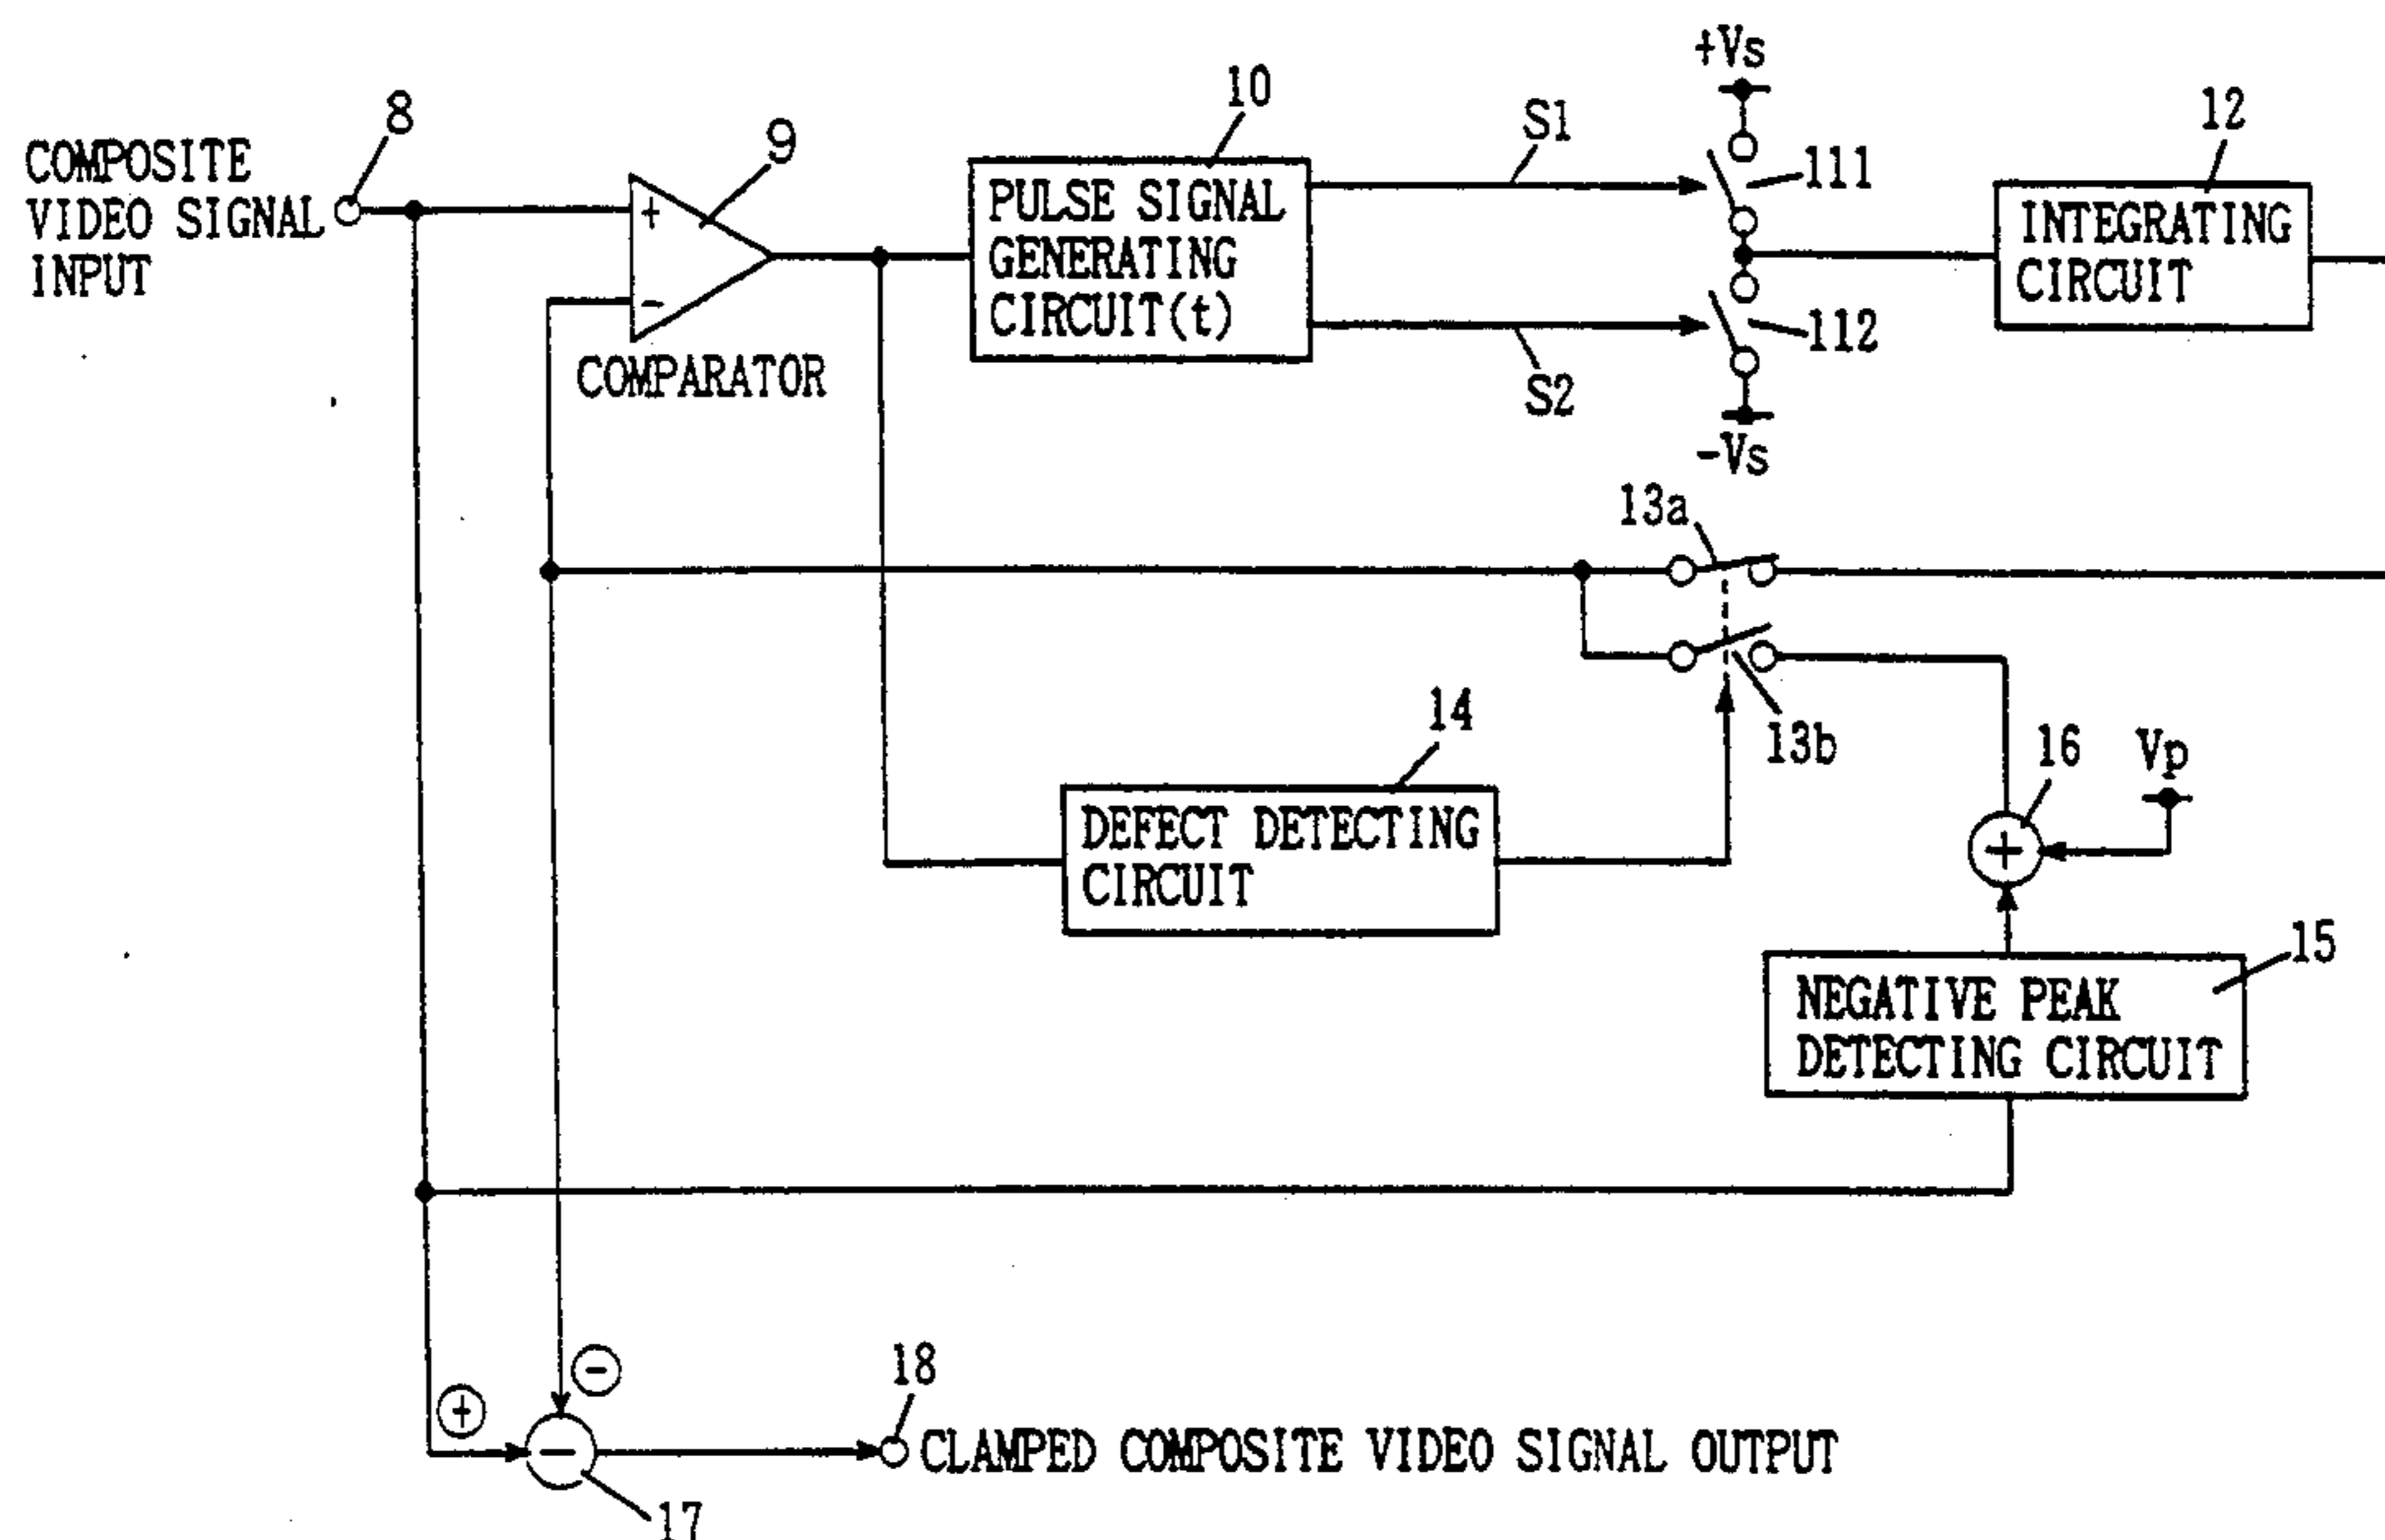 +Vs
10
12
8
S1
9
COMPOSITE
VIDEO SIGNAL
INPUT
+
-
COMPARATOR
PULSE SIGNAL
GENERATING
CIRCUIT(t)
111
INTEGRATING
CIRCUIT
112
S2
-Vs
13a
13b
14
16
Vp
DEFECT DETECTING
CIRCUIT
+
15
NEGATIVE PEAK
DETECTING CIRCUIT
-
+
18
-
CLAMPED COMPOSITE VIDEO SIGNAL OUTPUT
17